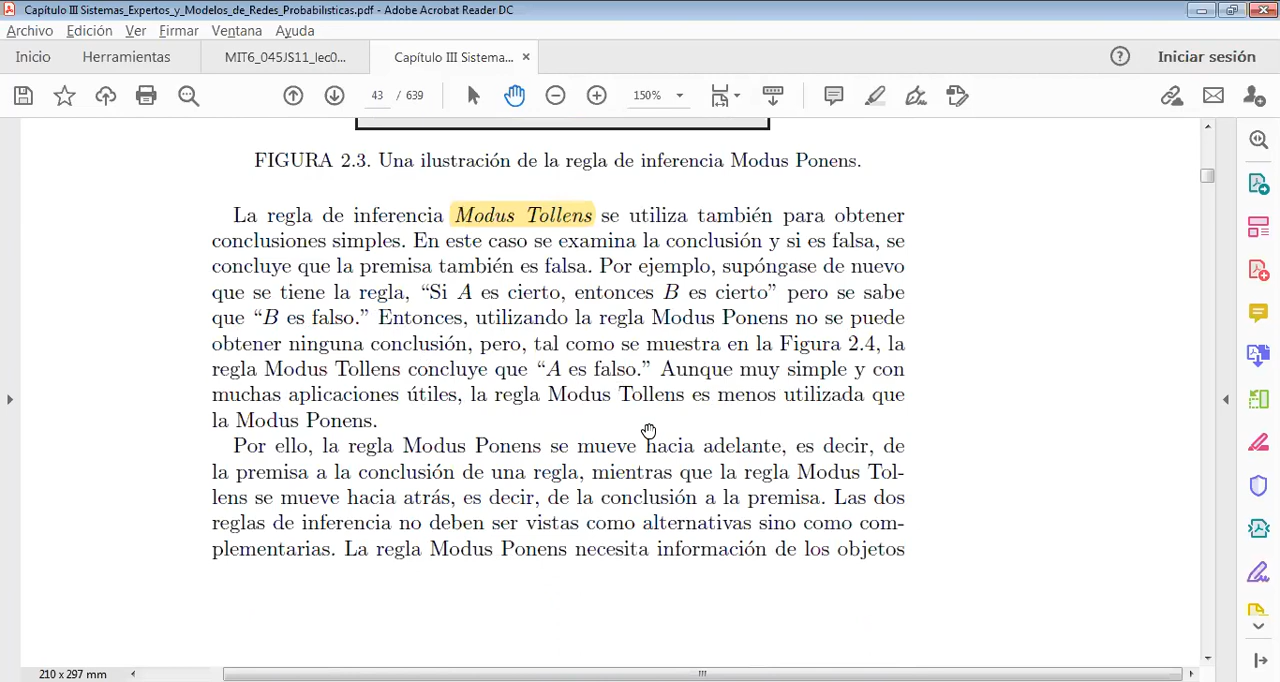 Capítulo III Sistemas_Expertos_y_Modelos_de_Redes_Probabilisticas.pdf - Adobe Acrobat Reader DC
Archivo Edición Ver Firmar Ventana Ayuda
Inicio Herramientas MIT6_045JS11_lec0... Capítulo III Sistema... × Iniciar sesión
43 / 639 150%
FIGURA 2.3. Una ilustración de la regla de inferencia Modus Ponens.
La regla de inferencia Modus Tollens se utiliza también para obtener
conclusiones simples. En este caso se examina la conclusión y si es falsa, se
concluye que la premisa también es falsa. Por ejemplo, supóngase de nuevo
que se tiene la regla, “Si A es cierto, entonces B es cierto” pero se sabe
que “B es falso.” Entonces, utilizando la regla Modus Ponens no se puede
obtener ninguna conclusión, pero, tal como se muestra en la Figura 2.4, la
regla Modus Tollens concluye que “A es falso.” Aunque muy simple y con
muchas aplicaciones útiles, la regla Modus Tollens es menos utilizada que
la Modus Ponens.
Por ello, la regla Modus Ponens se mueve hacia adelante, es decir, de
la premisa a la conclusión de una regla, mientras que la regla Modus Tol-
lens se mueve hacia atrás, es decir, de la conclusión a la premisa. Las dos
reglas de inferencia no deben ser vistas como alternativas sino como com-
plementarias. La regla Modus Ponens necesita información de los objetos
210 x 297 mm